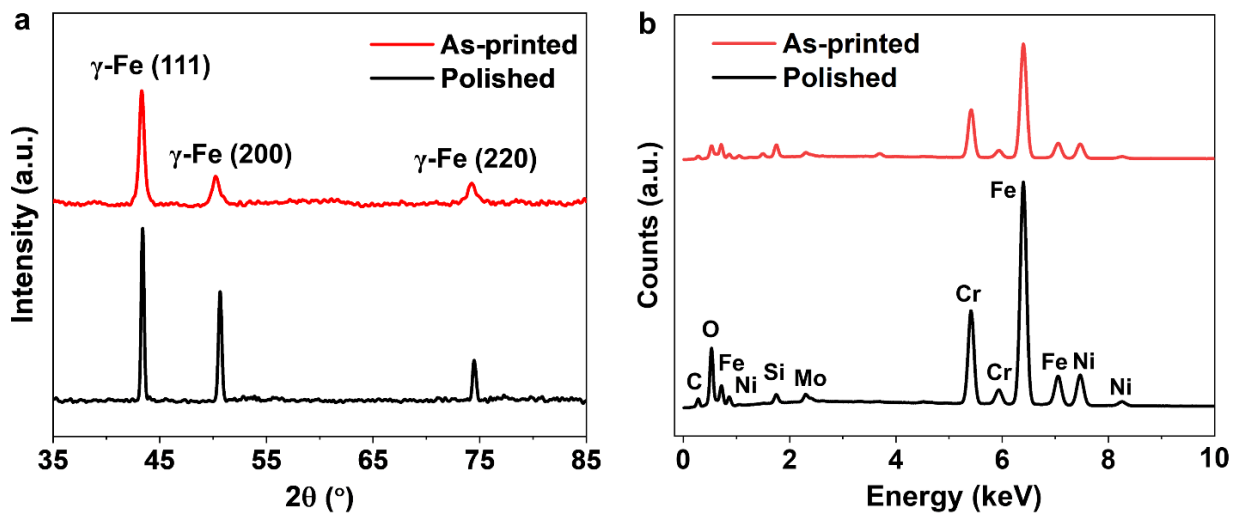 a
As-printed
Polished
γ-Fe (111)
γ-Fe (200)
γ-Fe (220)
Intensity (a.u.)
35 45 55 65 75 85
2θ (°)
b
As-printed
Polished
Fe
Cr
O
Fe
C
Ni
Si
Mo
Cr
Fe
Ni
Ni
Counts (a.u.)
0 2 4 6 8 10
Energy (keV)